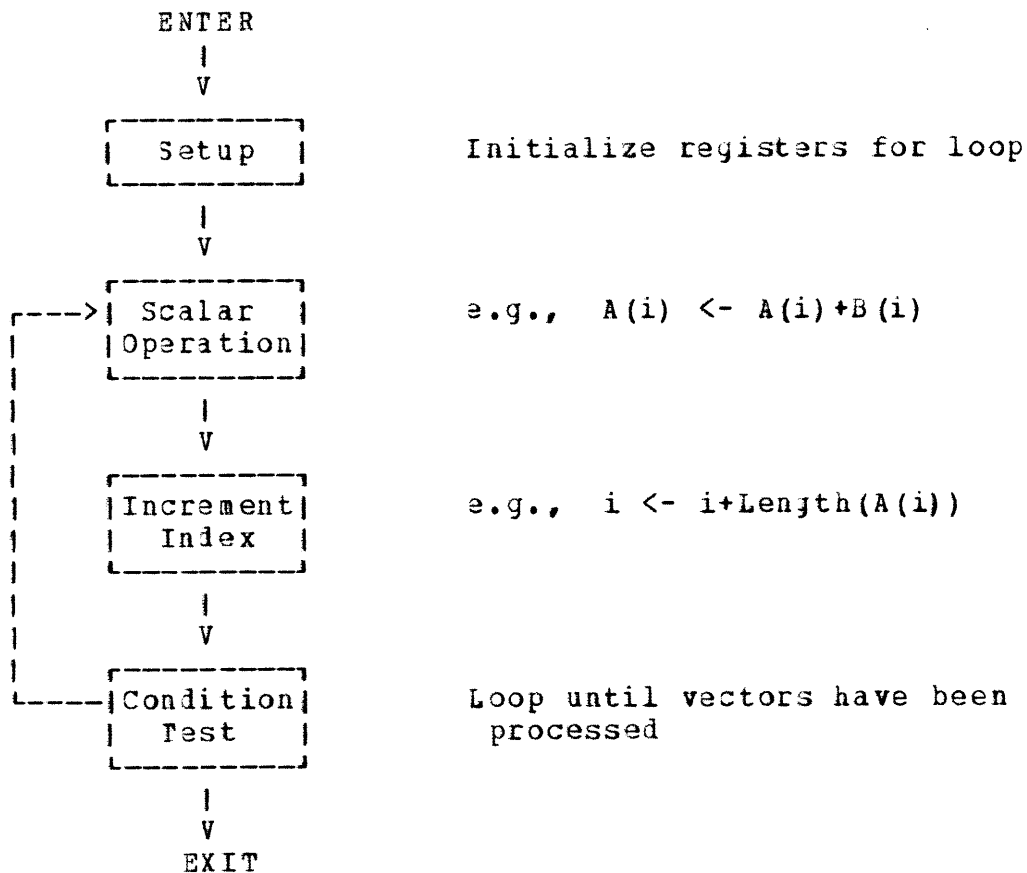 ENTER
Setup
Initialize registers for loop
Scalar
Operation
e.g., A(i) <- A(i)+B(i)
Increment
Index
e.g., i <- i+Length(A(i))
Condition
Test
Loop until vectors have been
processed
EXIT